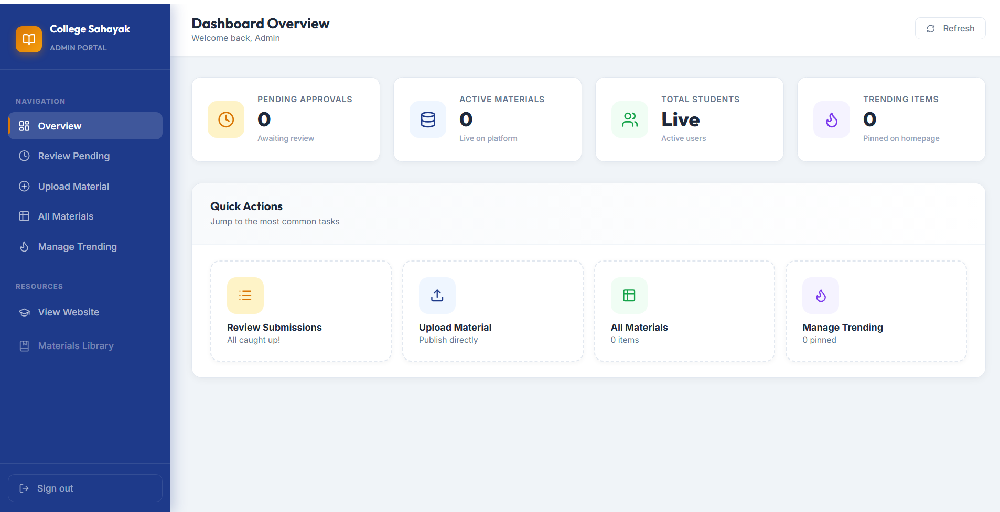 College Sahayak
ADMIN PORTAL
NAVIGATION
Overview
Review Pending
Upload Material
All Materials
Manage Trending
RESOURCES
View Website
Materials Library
Sign out
Dashboard Overview
Welcome back, Admin
Refresh
PENDING APPROVALS
0
Awaiting review
ACTIVE MATERIALS
0
Live on platform
TOTAL STUDENTS
Live
Active users
TRENDING ITEMS
0
Pinned on homepage
Quick Actions
Jump to the most common tasks
Review Submissions
All caught up!
Upload Material
Publish directly
All Materials
0 items
Manage Trending
0 pinned